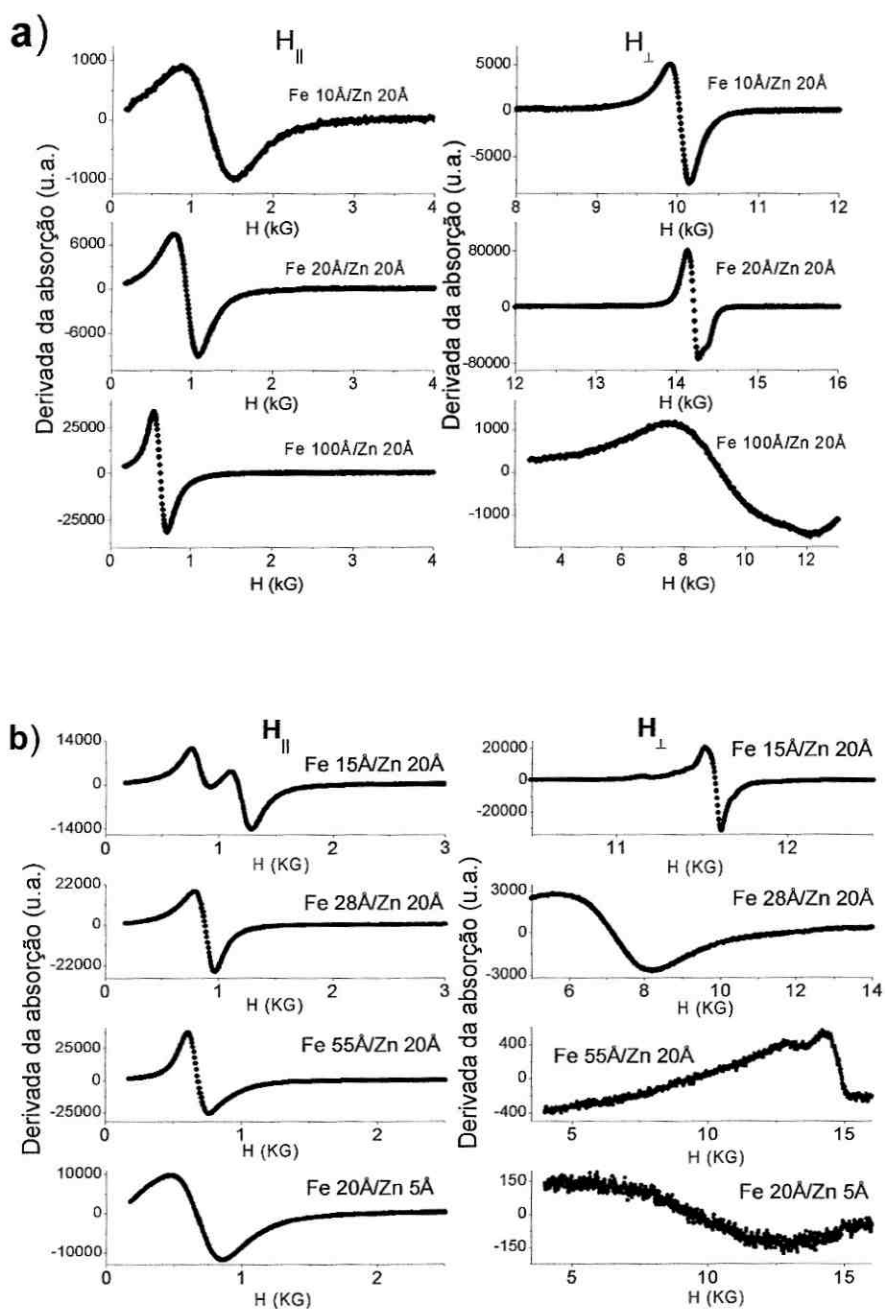 a)
H∥
H⊥
Derivada da absorção (u.a.)
1000
0
-1000
Fe 10Å/Zn 20Å
0 1 2 3 4
H (kG)
6000
0
-6000
Fe 20Å/Zn 20Å
0 1 2 3 4
H (kG)
25000
0
-25000
Fe 100Å/Zn 20Å
0 1 2 3 4
H (kG)
Derivada da absorção (u.a.)
5000
0
-5000
Fe 10Å/Zn 20Å
8 9 10 11 12
H (kG)
80000
0
-80000
Fe 20Å/Zn 20Å
12 13 14 15 16
H (kG)
1000
0
-1000
Fe 100Å/Zn 20Å
4 6 8 10 12
H (kG)
b)
H∥
H⊥
Derivada da absorção (u.a.)
14000
0
-14000
Fe 15Å/Zn 20Å
0 1 2 3
H (KG)
22000
0
-22000
Fe 28Å/Zn 20Å
0 1 2 3
H (KG)
25000
0
-25000
Fe 55Å/Zn 20Å
0 1 2
H (KG)
10000
0
-10000
Fe 20Å/Zn 5Å
0 1 2
H (KG)
Derivada da absorção (u.a.)
20000
0
-20000
Fe 15Å/Zn 20Å
11 12
H (KG)
3000
0
-3000
Fe 28Å/Zn 20Å
6 8 10 12 14
H (KG)
400
0
-400
Fe 55Å/Zn 20Å
5 10 15
H (KG)
150
0
-150
Fe 20Å/Zn 5Å
5 10 15
H (KG)